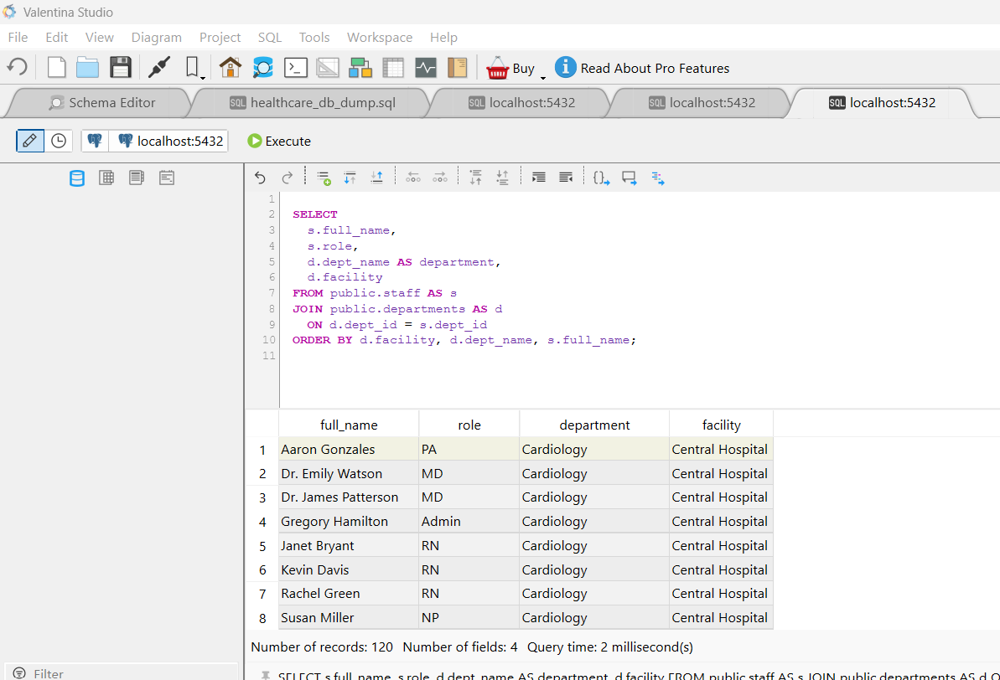 Valentina Studio
File Edit View Diagram Project SQL Tools Workspace Help
Buy Read About Pro Features
Schema Editor SQL healthcare_db_dump.sql SQL localhost:5432 SQL localhost:5432 SQL localhost:5432
localhost:5432 Execute
1
2 SELECT
3 s.full_name,
4 s.role,
5 d.dept_name AS department,
6 d.facility
7 FROM public.staff AS s
8 JOIN public.departments AS d
9 ON d.dept_id = s.dept_id
10 ORDER BY d.facility, d.dept_name, s.full_name;
11
full_name role department facility
1 Aaron Gonzales PA Cardiology Central Hospital
2 Dr. Emily Watson MD Cardiology Central Hospital
3 Dr. James Patterson MD Cardiology Central Hospital
4 Gregory Hamilton Admin Cardiology Central Hospital
5 Janet Bryant RN Cardiology Central Hospital
6 Kevin Davis RN Cardiology Central Hospital
7 Rachel Green RN Cardiology Central Hospital
8 Susan Miller NP Cardiology Central Hospital
Number of records: 120 Number of fields: 4 Query time: 2 millisecond(s)
Filter SELECT s.full_name, s.role, d.dept_name AS department, d.facility FROM public.staff AS s JOIN public.departments AS d O